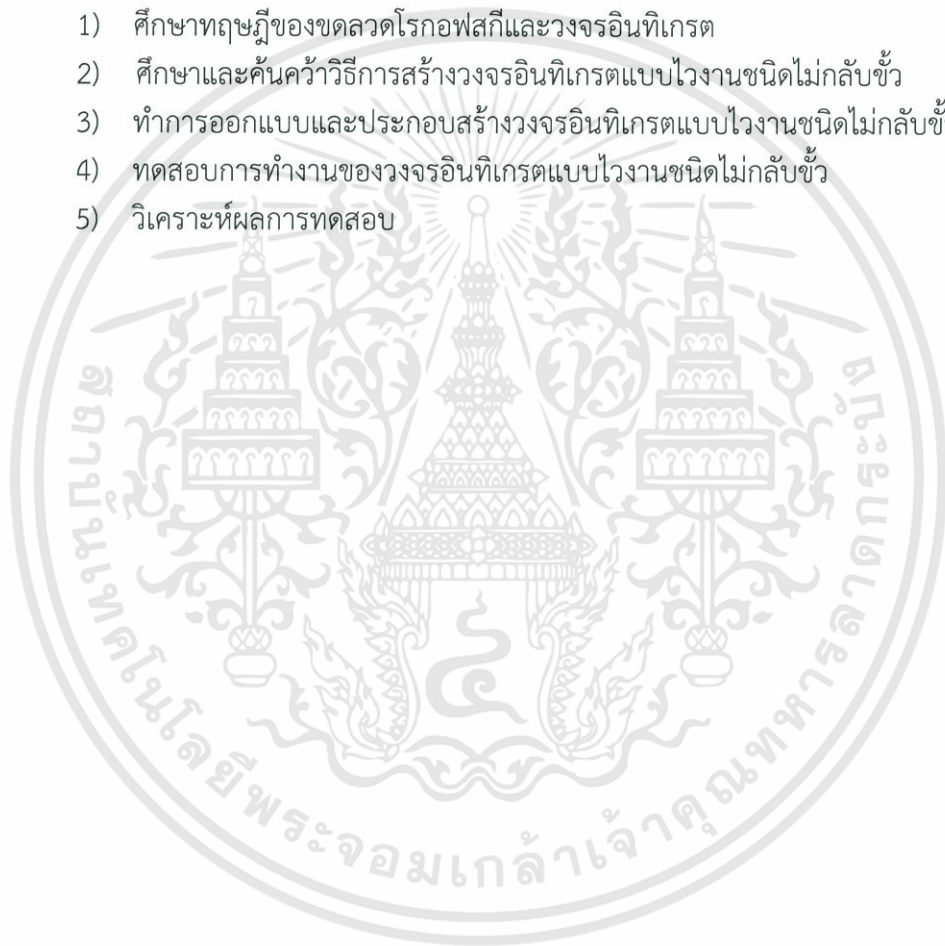 1) ศึกษาทฤษฎีของขดลวดโรกอฟสกีและวงจรอินทิเกรต
2) ศึกษาและค้นคว้าวิธีการสร้างวงจรอินทิเกรตแบบไวงานชนิดไม่กลับขั้ว
3) ทำการออกแบบและประกอบสร้างวงจรอินทิเกรตแบบไวงานชนิดไม่กลับขั้ว
4) ทดสอบการทำงานของวงจรอินทิเกรตแบบไวงานชนิดไม่กลับขั้ว
5) วิเคราะห์ผลการทดสอบ
สถาบันเทคโนโลยีพระจอมเกล้าเจ้าคุณทหารลาดกระบัง